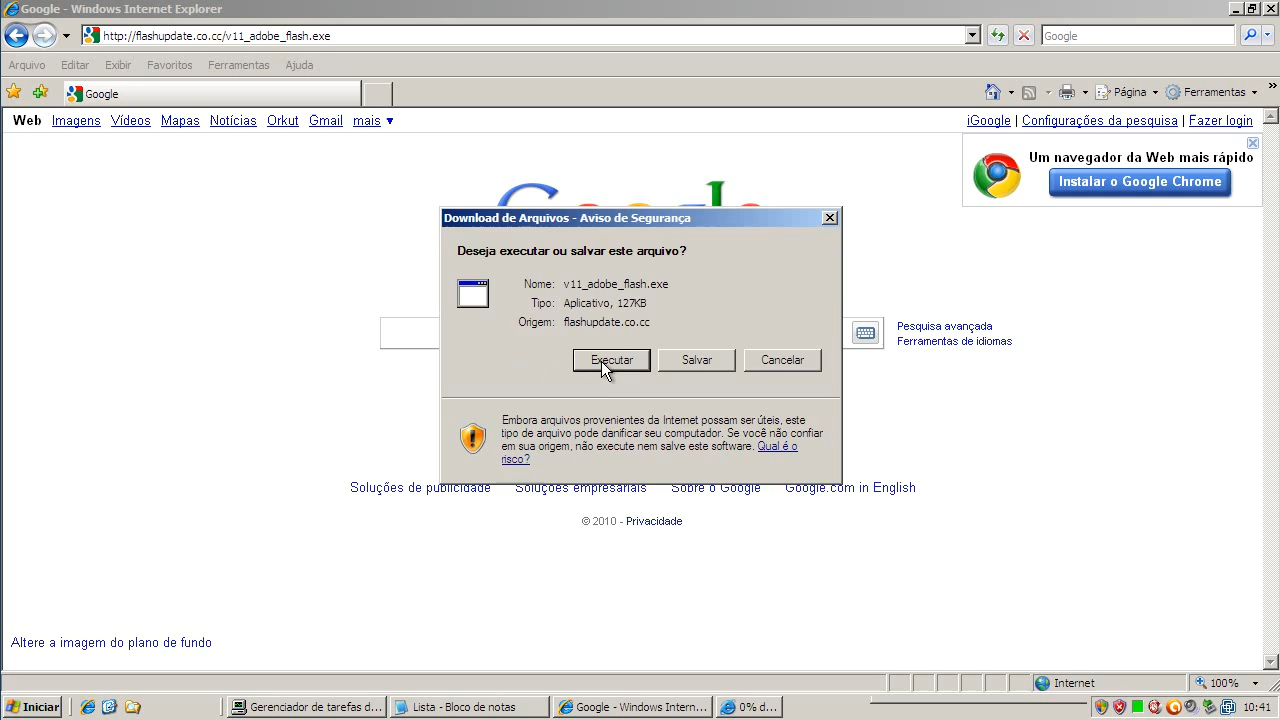 Google - Windows Internet Explorer
http://flashupdate.co.cc/v11_adobe_flash.exe
Google
Arquivo Editar Exibir Favoritos Ferramentas Ajuda
Google
Página
Ferramentas
Web Imagens Vídeos Mapas Notícias Orkut Gmail mais ▼
iGoogle | Configurações da pesquisa | Fazer login
Um navegador da Web mais rápido
Instalar o Google Chrome
Download de Arquivos - Aviso de Segurança
Deseja executar ou salvar este arquivo?
Nome: v11_adobe_flash.exe
Tipo: Aplicativo, 127KB
Origem: flashupdate.co.cc
Executar Salvar Cancelar
Embora arquivos provenientes da Internet possam ser úteis, este
tipo de arquivo pode danificar seu computador. Se você não confiar
em sua origem, não execute nem salve este software. Qual é o
risco?
Pesquisa avançada
Ferramentas de idiomas
Soluções de publicidade Soluções empresariais Sobre o Google Google.com in English
© 2010 - Privacidade
Altere a imagem do plano de fundo
Internet
100%
Iniciar
Gerenciador de tarefas d...
Lista - Bloco de notas
Google - Windows Intern...
0% d...
10:41